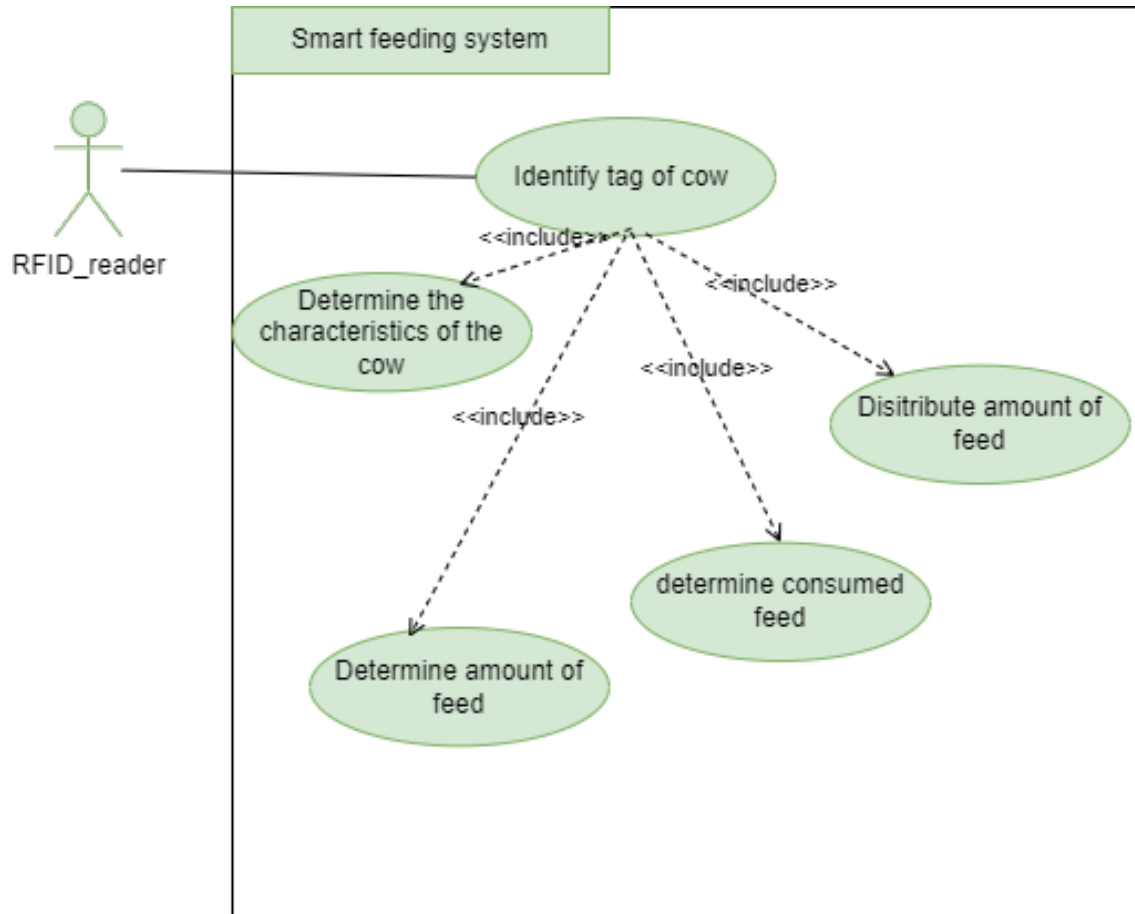 Smart feeding system
Identify tag of cow
RFID_reader
<<include>>
<<include>>
Determine the
characteristics of the
cow
<<include>>
<<include>>
Disitribute amount of
feed
determine consumed
feed
Determine amount of
feed